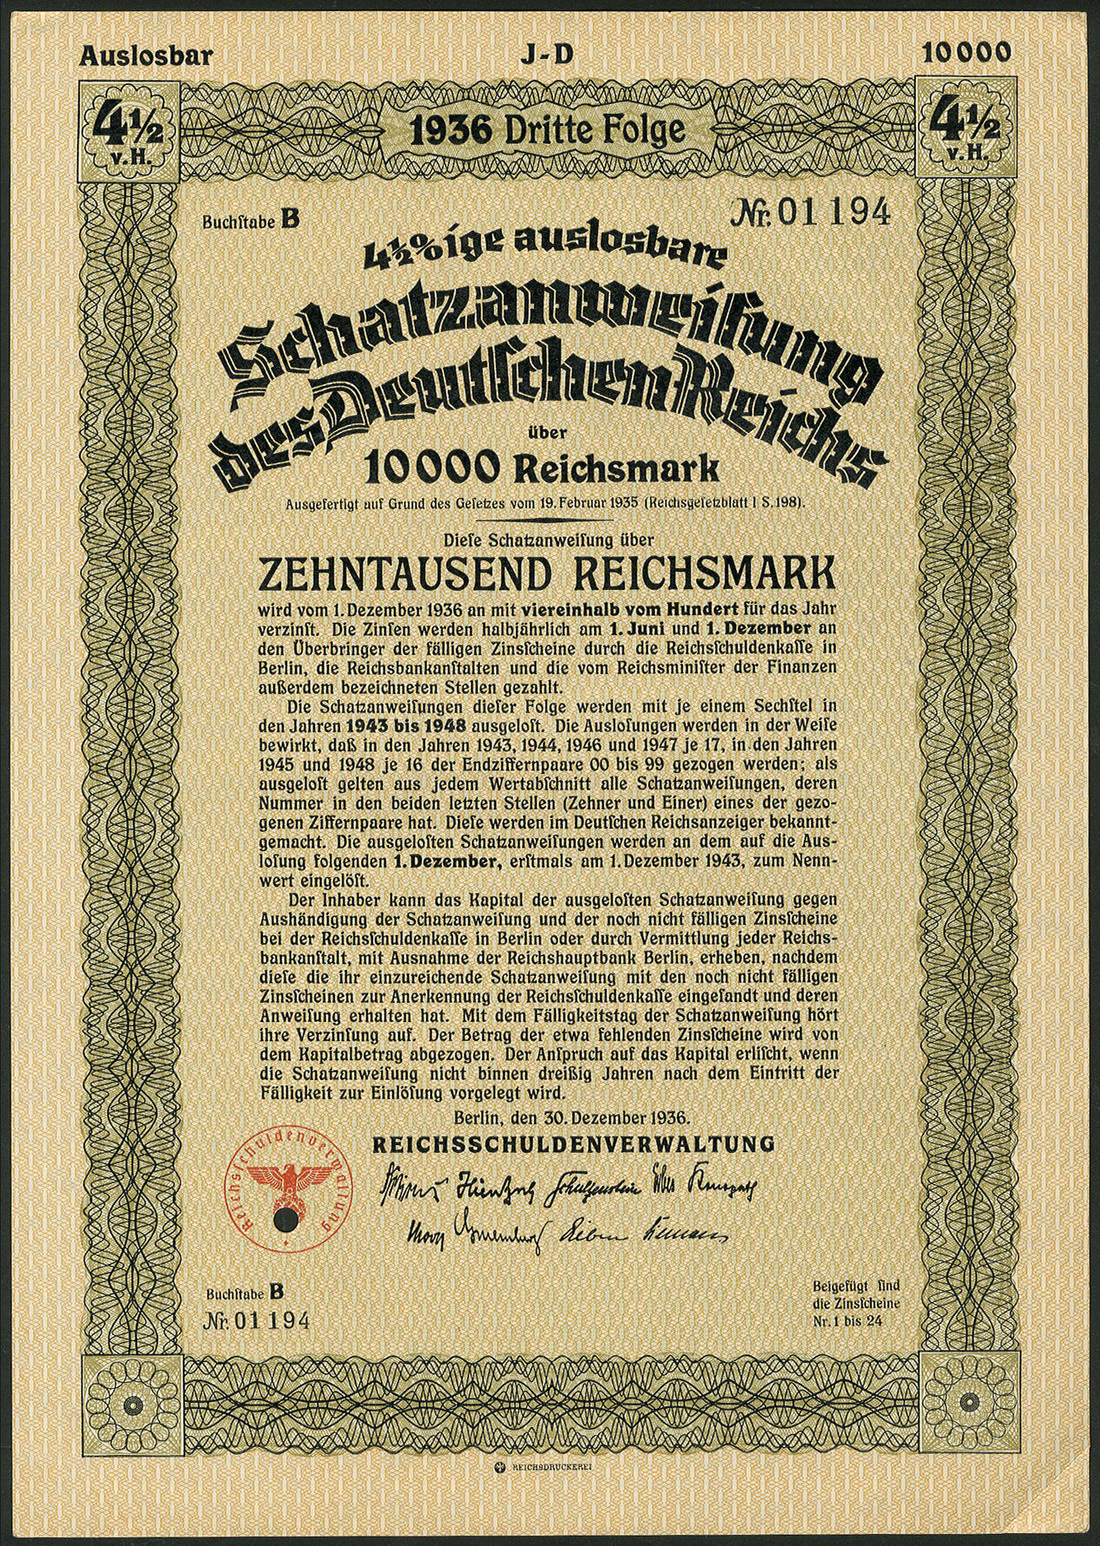 Auslosbar J-D 10000
4½ v.H. 1936 Dritte Folge 4½ v.H.
Buchſtabe B Nr. 01 194
4½%ige auslosbare
Schatzanweiſung
des Deutſchen Reichs
über
10000 Reichsmark
Ausgefertigt auf Grund des Geſetzes vom 19. Februar 1935 (Reichsgeſetzblatt I S. 198).
Dieſe Schatzanweiſung über
ZEHNTAUSEND REICHSMARK
wird vom 1. Dezember 1936 an mit viereinhalb vom Hundert für das Jahr
verzinſt. Die Zinſen werden halbjährlich am 1. Juni und 1. Dezember an
den Überbringer der fälligen Zinsſcheine durch die Reichsſchuldenkaſſe in
Berlin, die Reichsbankanſtalten und die vom Reichsminiſter der Finanzen
außerdem bezeichneten Stellen gezahlt.
Die Schatzanweiſungen dieſer Folge werden mit je einem Sechſtel in
den Jahren 1943 bis 1948 ausgeloſt. Die Ausloſungen werden in der Weiſe
bewirkt, daß in den Jahren 1943, 1944, 1946 und 1947 je 17, in den Jahren
1945 und 1948 je 16 der Endziffernpaare 00 bis 99 gezogen werden; als
ausgeloſt gelten aus jedem Wertabſchnitt alle Schatzanweiſungen, deren
Nummer in den beiden letzten Stellen (Zehner und Einer) eines der gezo-
genen Ziffernpaare hat. Dieſe werden im Deutſchen Reichsanzeiger bekannt-
gemacht. Die ausgeloſten Schatzanweiſungen werden an dem auf die Aus-
loſung folgenden 1. Dezember, erſtmals am 1. Dezember 1943, zum Nenn-
wert eingelöſt.
Der Inhaber kann das Kapital der ausgeloſten Schatzanweiſung gegen
Aushändigung der Schatzanweiſung und der noch nicht fälligen Zinsſcheine
bei der Reichsſchuldenkaſſe in Berlin oder durch Vermittlung jeder Reichs-
bankanſtalt, mit Ausnahme der Reichshauptbank Berlin, erheben, nachdem
dieſe die ihr einzureichende Schatzanweiſung mit den noch nicht fälligen
Zinsſcheinen zur Anerkennung der Reichsſchuldenkaſſe eingeſandt und deren
Anweiſung erhalten hat. Mit dem Fälligkeitstag der Schatzanweiſung hört
ihre Verzinſung auf. Der Betrag der etwa fehlenden Zinsſcheine wird von
dem Kapitalbetrag abgezogen. Der Anſpruch auf das Kapital erliſcht, wenn
die Schatzanweiſung nicht binnen dreißig Jahren nach dem Eintritt der
Fälligkeit zur Einlöſung vorgelegt wird.
Berlin, den 30. Dezember 1936.
REICHSSCHULDENVERWALTUNG
Reichsſchuldenverwaltung
Buchſtabe B
Nr. 01 194
Beigefügt ſind
die Zinsſcheine
Nr. 1 bis 24
REICHSDRUCKEREI